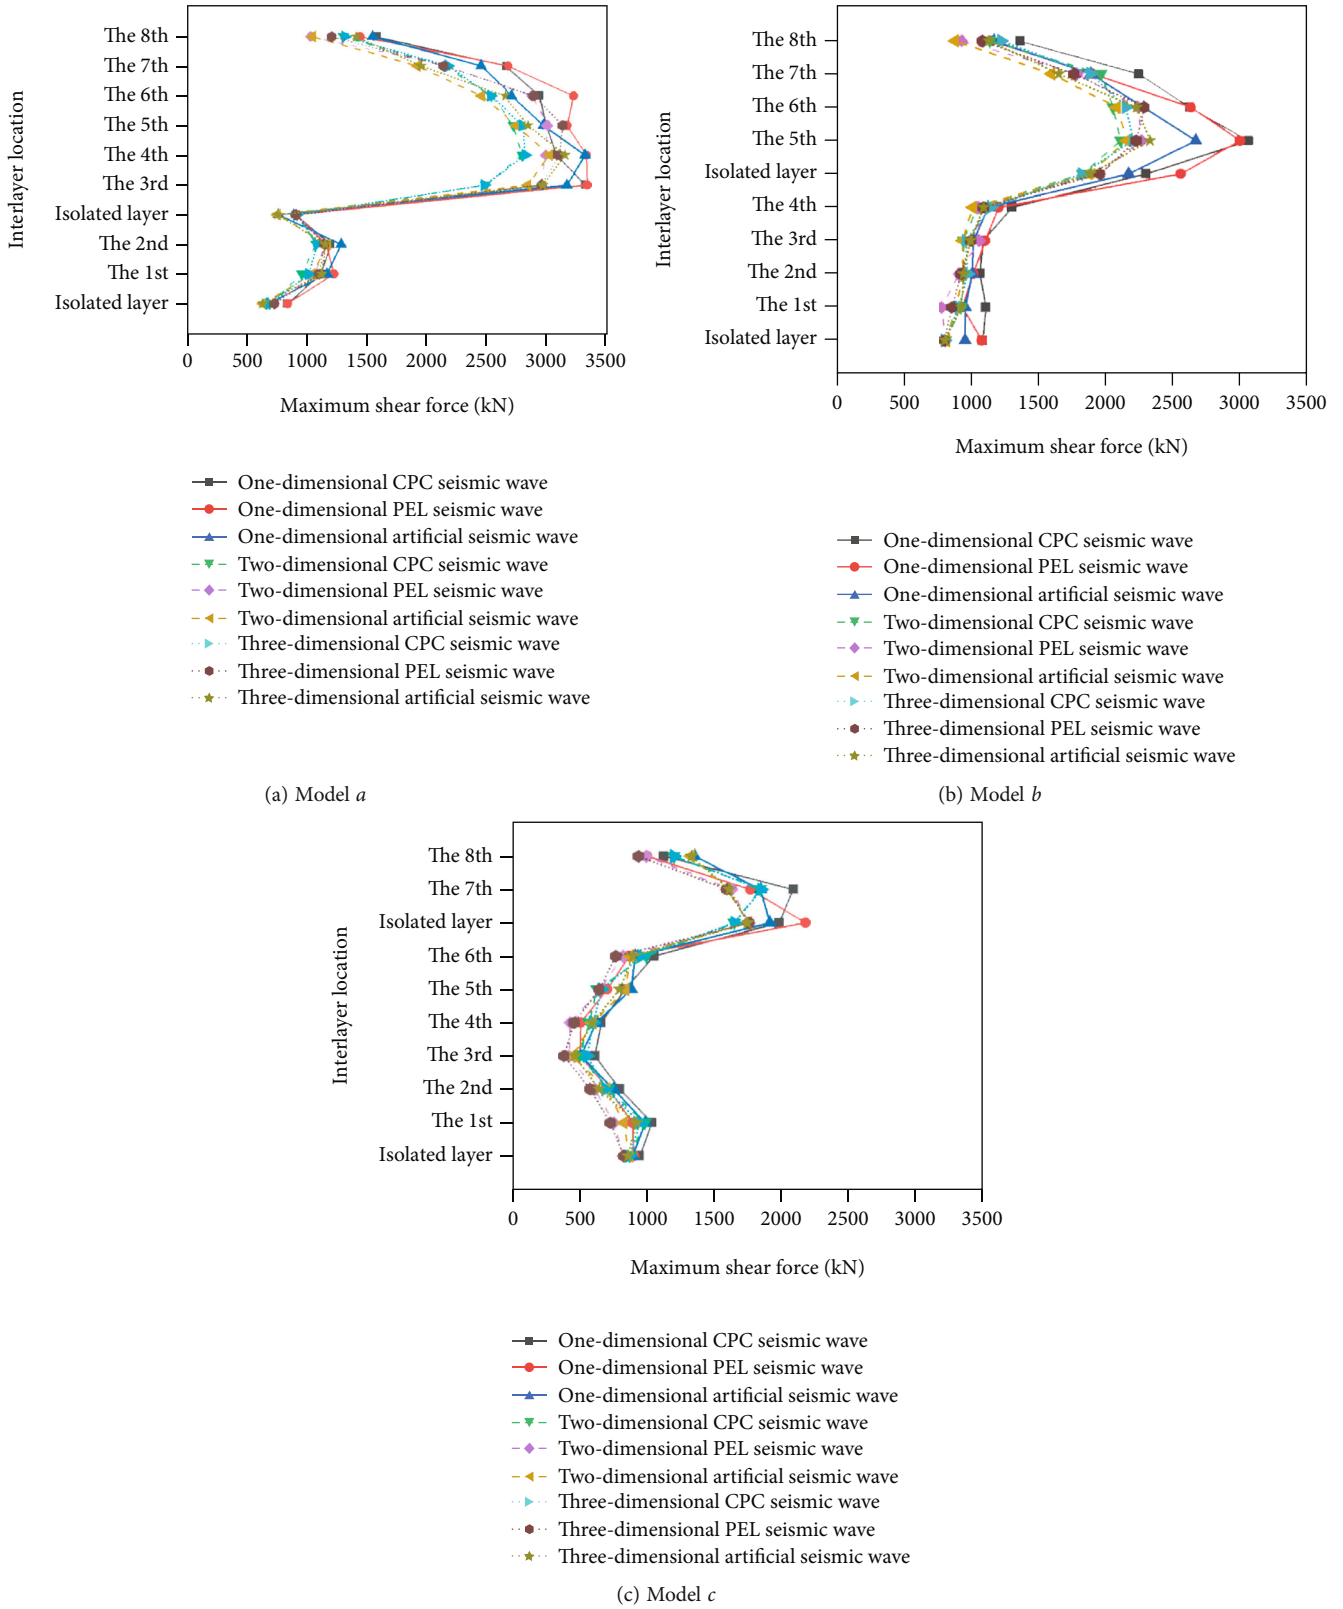 Interlayer location
The 8th
The 7th
The 6th
The 5th
The 4th
The 3rd
Isolated layer
The 2nd
The 1st
Isolated layer
0 500 1000 1500 2000 2500 3000 3500
Maximum shear force (kN)
One-dimensional CPC seismic wave
One-dimensional PEL seismic wave
One-dimensional artificial seismic wave
Two-dimensional CPC seismic wave
Two-dimensional PEL seismic wave
Two-dimensional artificial seismic wave
Three-dimensional CPC seismic wave
Three-dimensional PEL seismic wave
Three-dimensional artificial seismic wave
(a) Model a
Interlayer location
The 8th
The 7th
The 6th
The 5th
Isolated layer
The 4th
The 3rd
The 2nd
The 1st
Isolated layer
0 500 1000 1500 2000 2500 3000 3500
Maximum shear force (kN)
One-dimensional CPC seismic wave
One-dimensional PEL seismic wave
One-dimensional artificial seismic wave
Two-dimensional CPC seismic wave
Two-dimensional PEL seismic wave
Two-dimensional artificial seismic wave
Three-dimensional CPC seismic wave
Three-dimensional PEL seismic wave
Three-dimensional artificial seismic wave
(b) Model b
Interlayer location
The 8th
The 7th
Isolated layer
The 6th
The 5th
The 4th
The 3rd
The 2nd
The 1st
Isolated layer
0 500 1000 1500 2000 2500 3000 3500
Maximum shear force (kN)
One-dimensional CPC seismic wave
One-dimensional PEL seismic wave
One-dimensional artificial seismic wave
Two-dimensional CPC seismic wave
Two-dimensional PEL seismic wave
Two-dimensional artificial seismic wave
Three-dimensional CPC seismic wave
Three-dimensional PEL seismic wave
Three-dimensional artificial seismic wave
(c) Model c